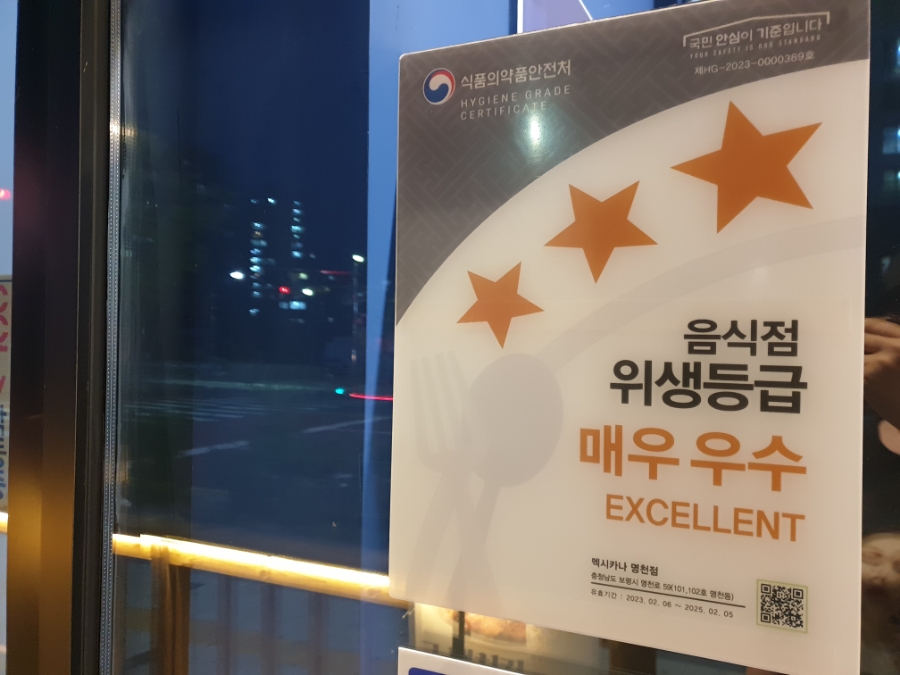 국민 안심이 기준입니다
YOUR SAFETY IS OUR STANDARD
제HG-2023-0000369호
식품의약품안전처
HYGIENE GRADE
CERTIFICATE
음식점
위생등급
매우 우수
EXCELLENT
멕시카나 명천점
충청남도 보령시 명천로 59(101,102호 명천동)
유효기간 : 2023. 02. 06 ~ 2025. 02. 05